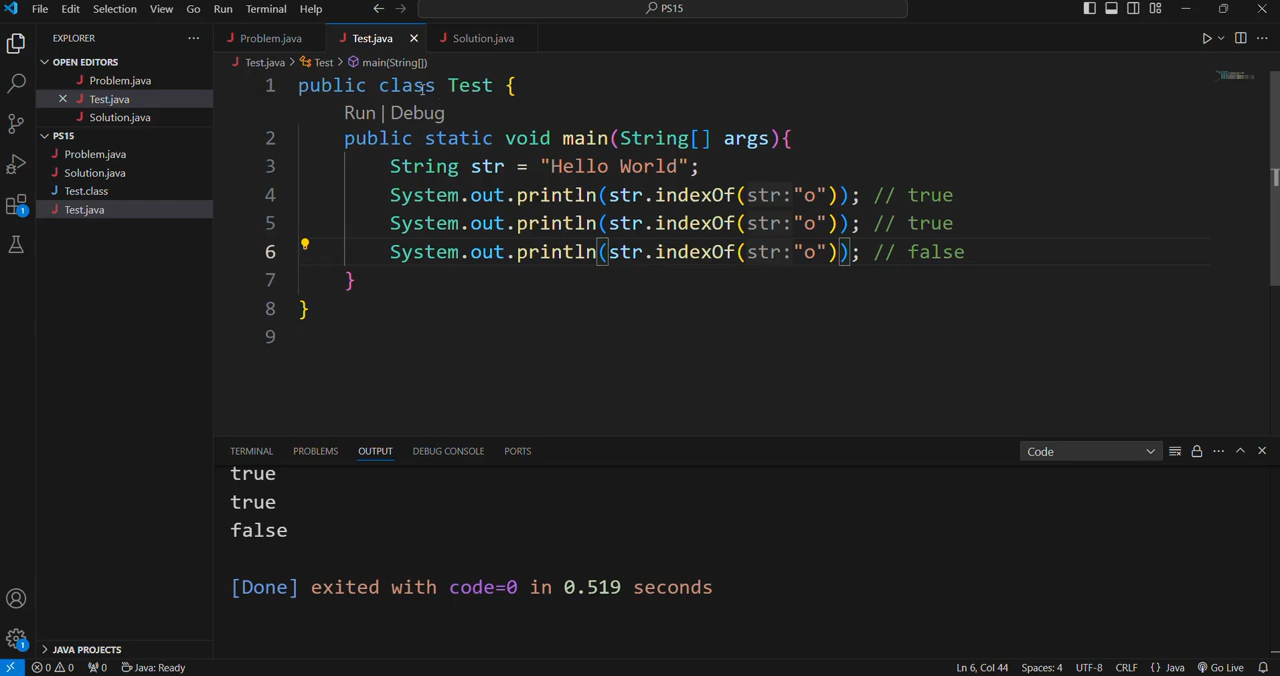 File Edit Selection View Go Run Terminal Help PS15
EXPLORER
OPEN EDITORS
Problem.java
Test.java
Solution.java
PS15
Problem.java
Solution.java
Test.class
Test.java
JAVA PROJECTS
Problem.java Test.java Solution.java
Test.java > Test > main(String[])
1 public class Test {
Run | Debug
2 public static void main(String[] args){
3 String str = "Hello World";
4 System.out.println(str.indexOf(str:"o")); // true
5 System.out.println(str.indexOf(str:"o")); // true
6 System.out.println(str.indexOf(str:"o")); // false
7 }
8 }
9
TERMINAL PROBLEMS OUTPUT DEBUG CONSOLE PORTS Code
true
true
false
[Done] exited with code=0 in 0.519 seconds
1
1
0 0 0 Java: Ready Ln 6, Col 44 Spaces: 4 UTF-8 CRLF {} Java Go Live